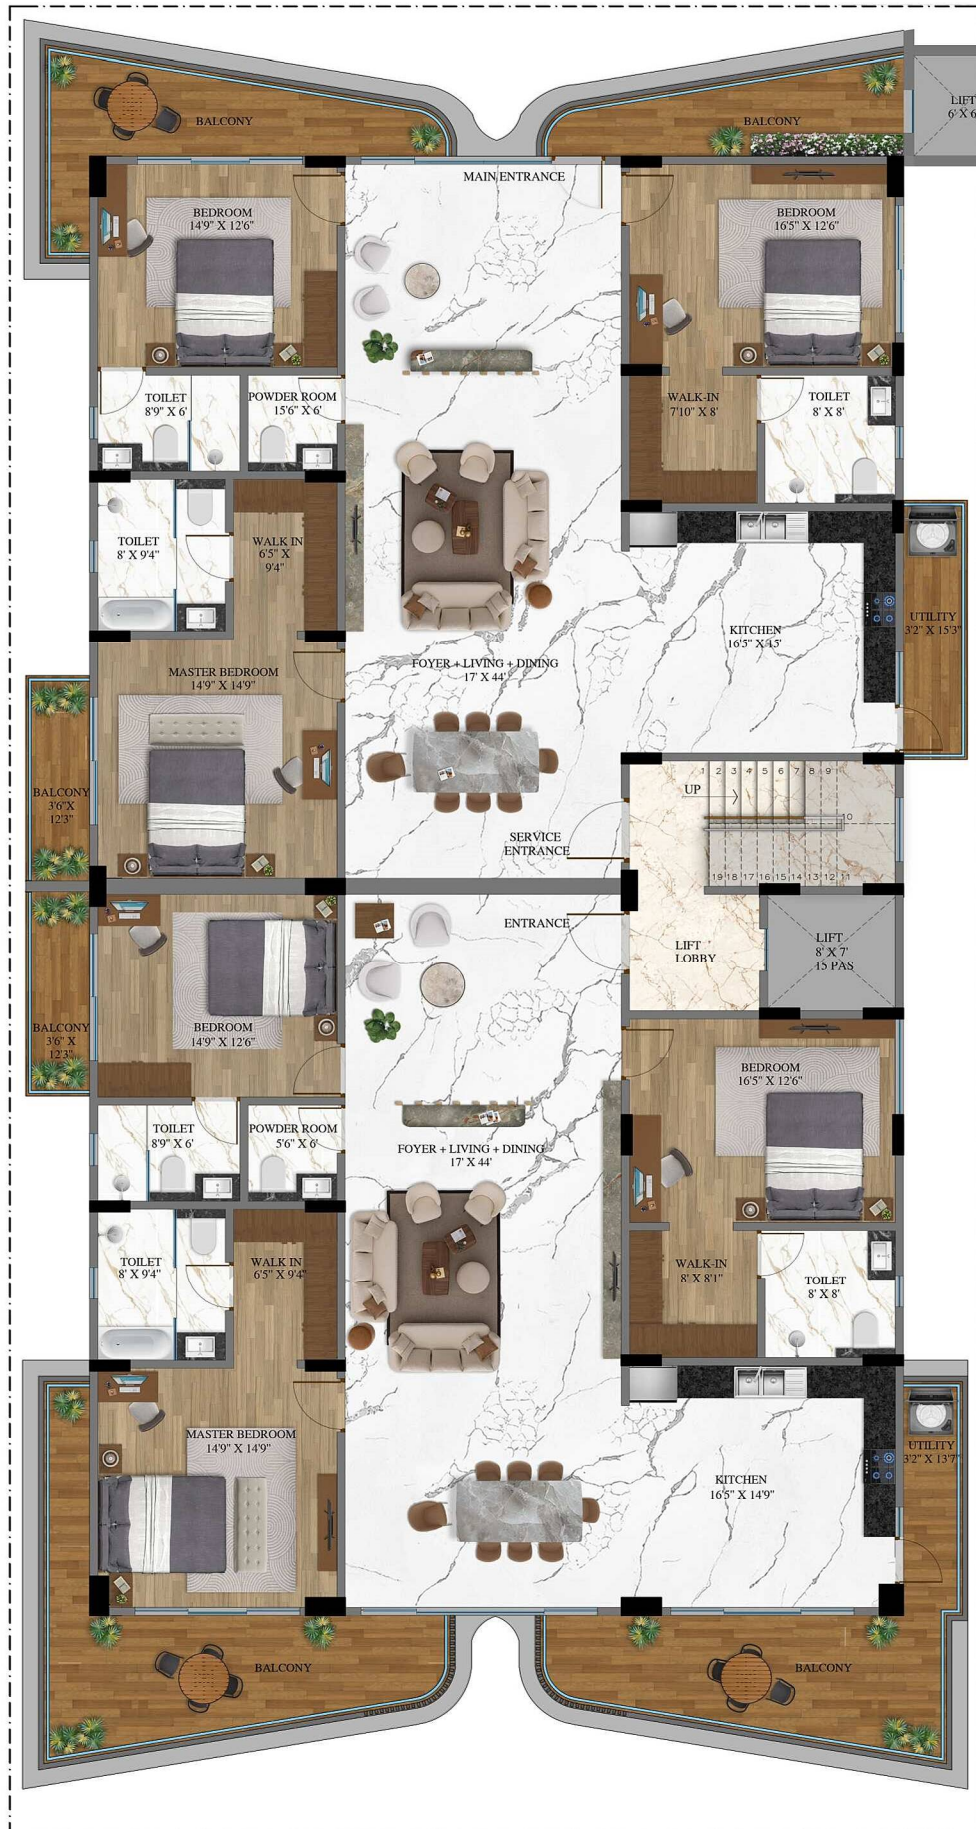 BALCONY
BALCONY
LIFT
6' X 6
MAIN ENTRANCE
BEDROOM
14'9" X 12'6"
BEDROOM
16'5" X 12'6"
TOILET
8'9" X 6'
POWDER ROOM
15'6" X 6'
WALK-IN
7'10" X 8'
TOILET
8' X 8'
TOILET
8' X 9'4"
WALK IN
6'5" X
9'4"
KITCHEN
16'5" X 15'
UTILITY
3'2" X 15'3"
FOYER + LIVING + DINING
17' X 44'
MASTER BEDROOM
14'9" X 14'9"
BALCONY
3'6" X
12'3"
UP
1 2 3 4 5 6 7 8 9
10
19 18 17 16 15 14 13 12 11
SERVICE
ENTRANCE
ENTRANCE
LIFT
LOBBY
LIFT
8' X 7'
15 PAS
BALCONY
3'6" X
12'3"
BEDROOM
14'9" X 12'6"
BEDROOM
16'5" X 12'6"
TOILET
8'9" X 6'
POWDER ROOM
5'6" X 6'
FOYER + LIVING + DINING
17' X 44'
TOILET
8' X 9'4"
WALK IN
6'5" X 9'4"
WALK-IN
8' X 8'1"
TOILET
8' X 8'
MASTER BEDROOM
14'9" X 14'9"
KITCHEN
16'5" X 14'9"
UTILITY
3'2" X 13'7"
BALCONY
BALCONY